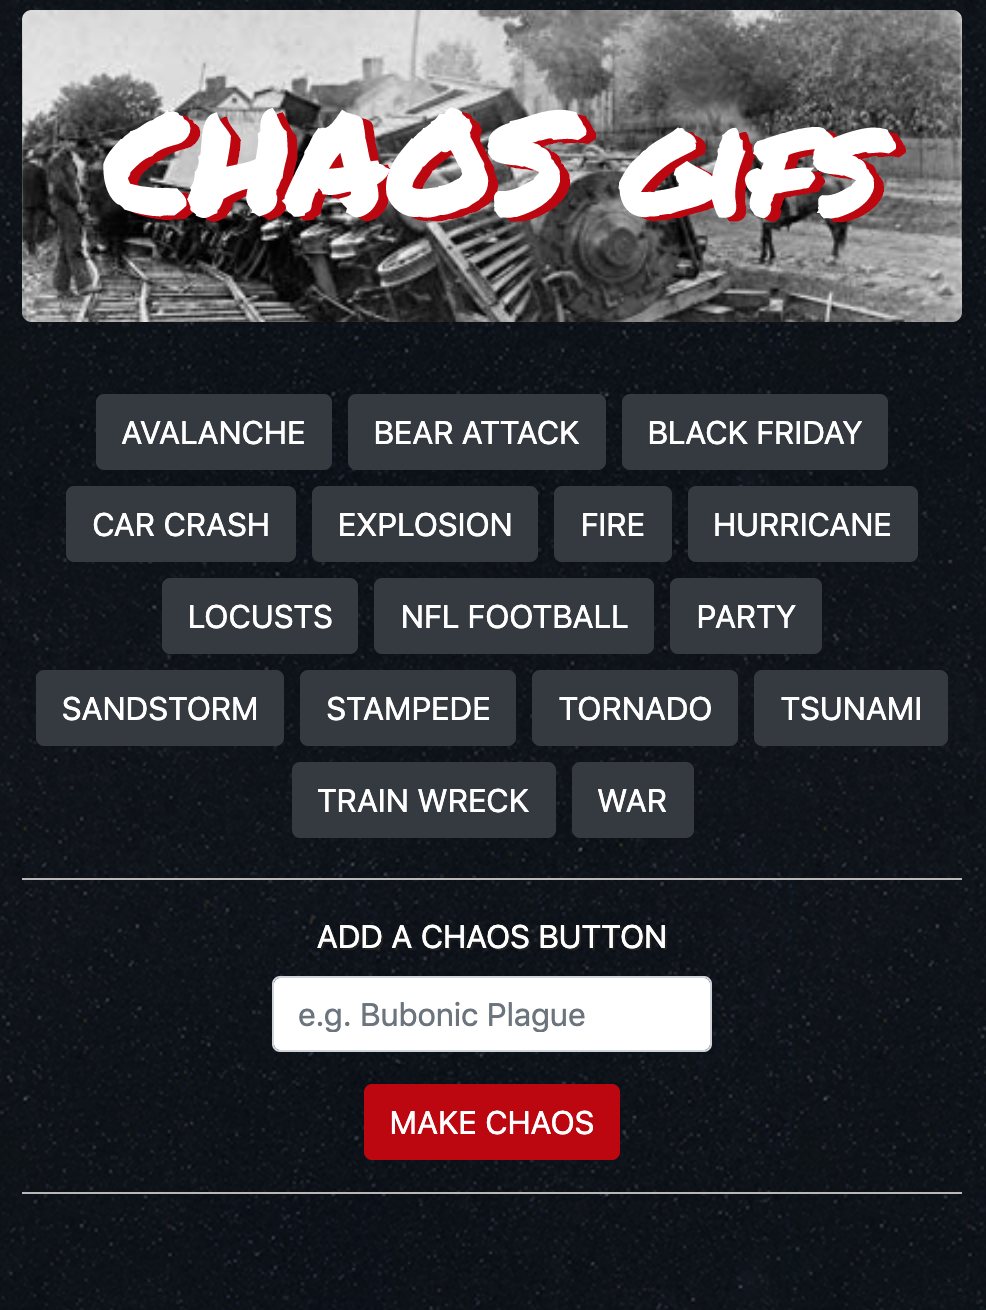 CHAOS GIFS
AVALANCHE BEAR ATTACK BLACK FRIDAY
CAR CRASH EXPLOSION FIRE HURRICANE
LOCUSTS NFL FOOTBALL PARTY
SANDSTORM STAMPEDE TORNADO TSUNAMI
TRAIN WRECK WAR
ADD A CHAOS BUTTON
e.g. Bubonic Plague
MAKE CHAOS